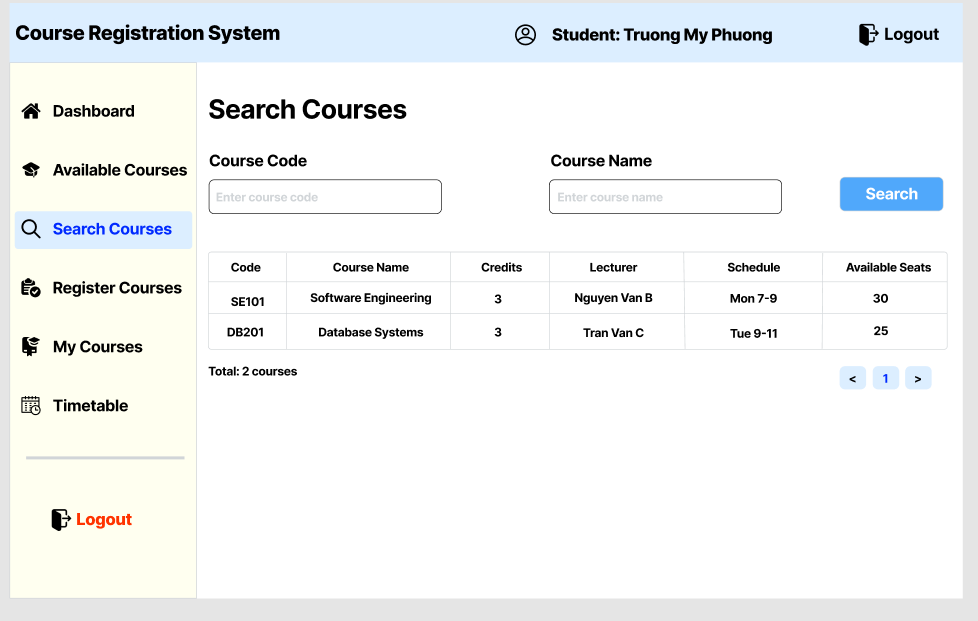 Course Registration System
Student: Truong My Phuong
Logout
Dashboard
Available Courses
Search Courses
Register Courses
My Courses
Timetable
Logout
Search Courses
Course Code
Course Name
Enter course code
Enter course name
Search
Code Course Name Credits Lecturer Schedule Available Seats
SE101 Software Engineering 3 Nguyen Van B Mon 7-9 30
DB201 Database Systems 3 Tran Van C Tue 9-11 25
Total: 2 courses
< 1 >